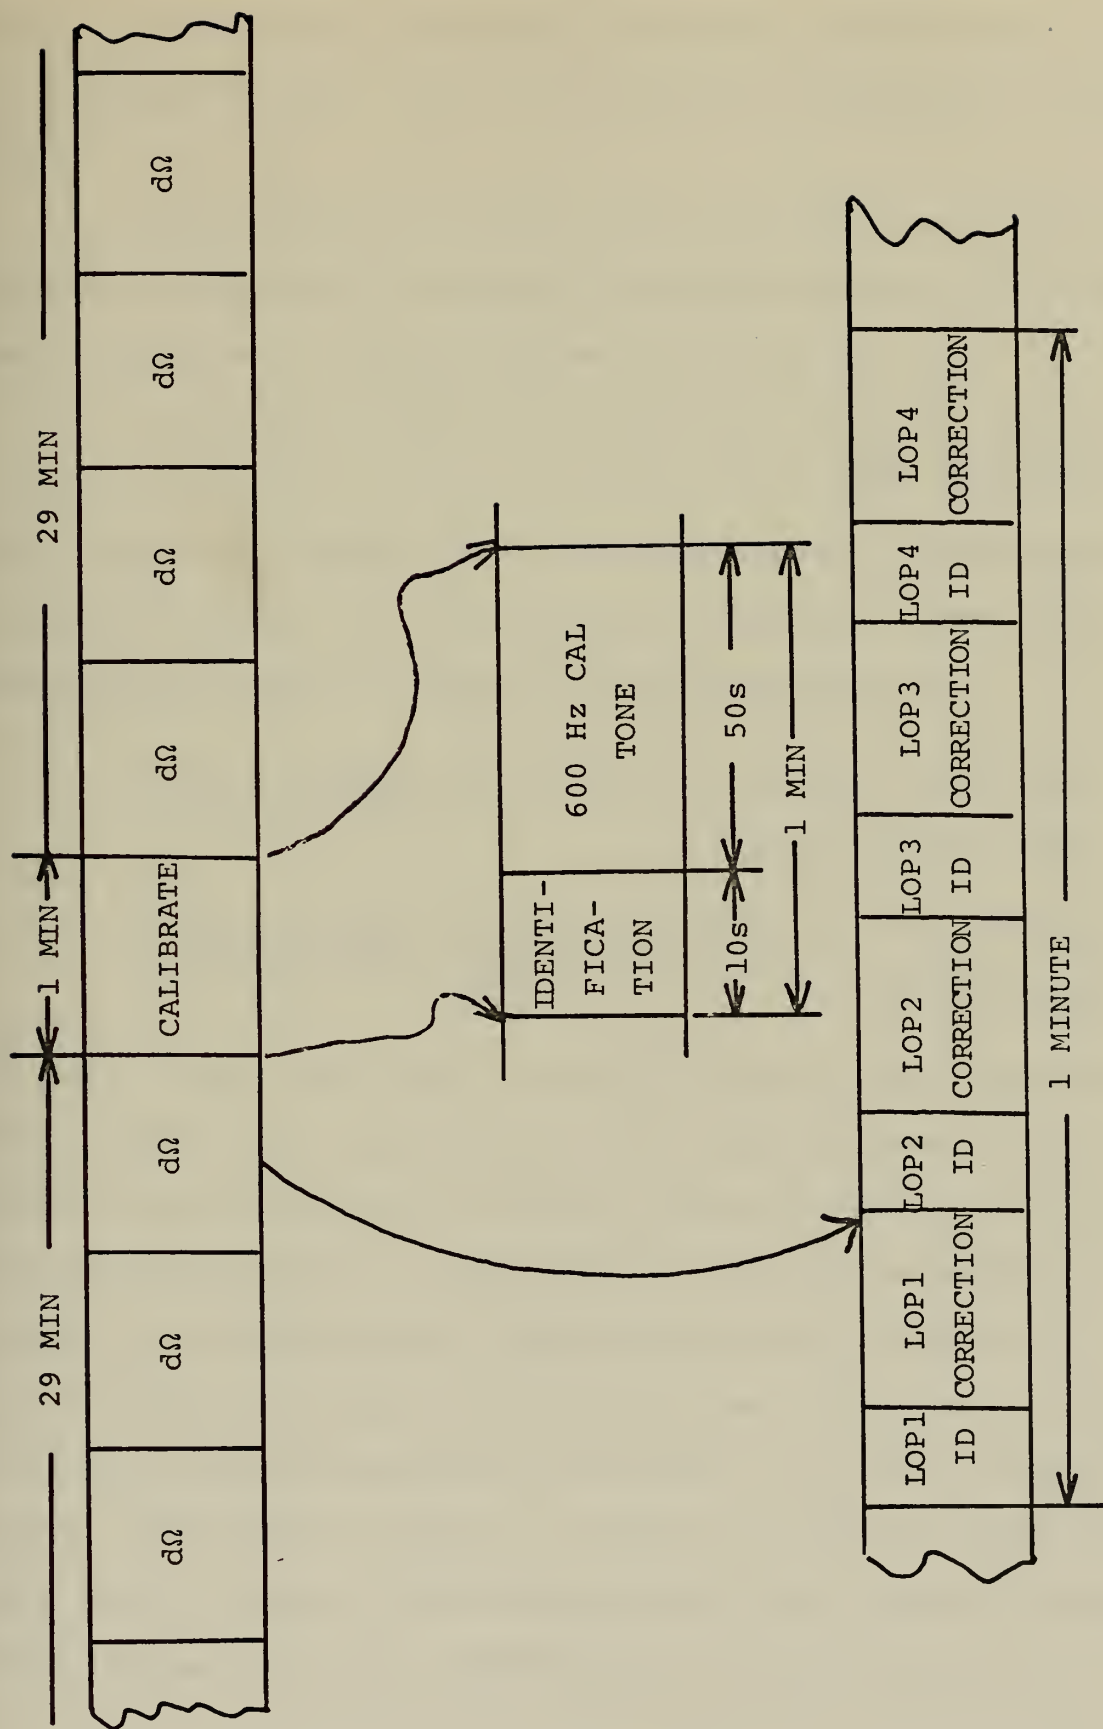 29 MIN
1 MIN
29 MIN
dΩ
dΩ
dΩ
CALIBRATE
dΩ
dΩ
dΩ
dΩ
IDENTI-
FICA-
TION
600 Hz CAL
TONE
10s
50s
1 MIN
LOP1
ID
LOP1
CORRECTION
LOP2
ID
LOP2
CORRECTION
LOP3
ID
LOP3
CORRECTION
LOP4
ID
LOP4
CORRECTION
1 MINUTE